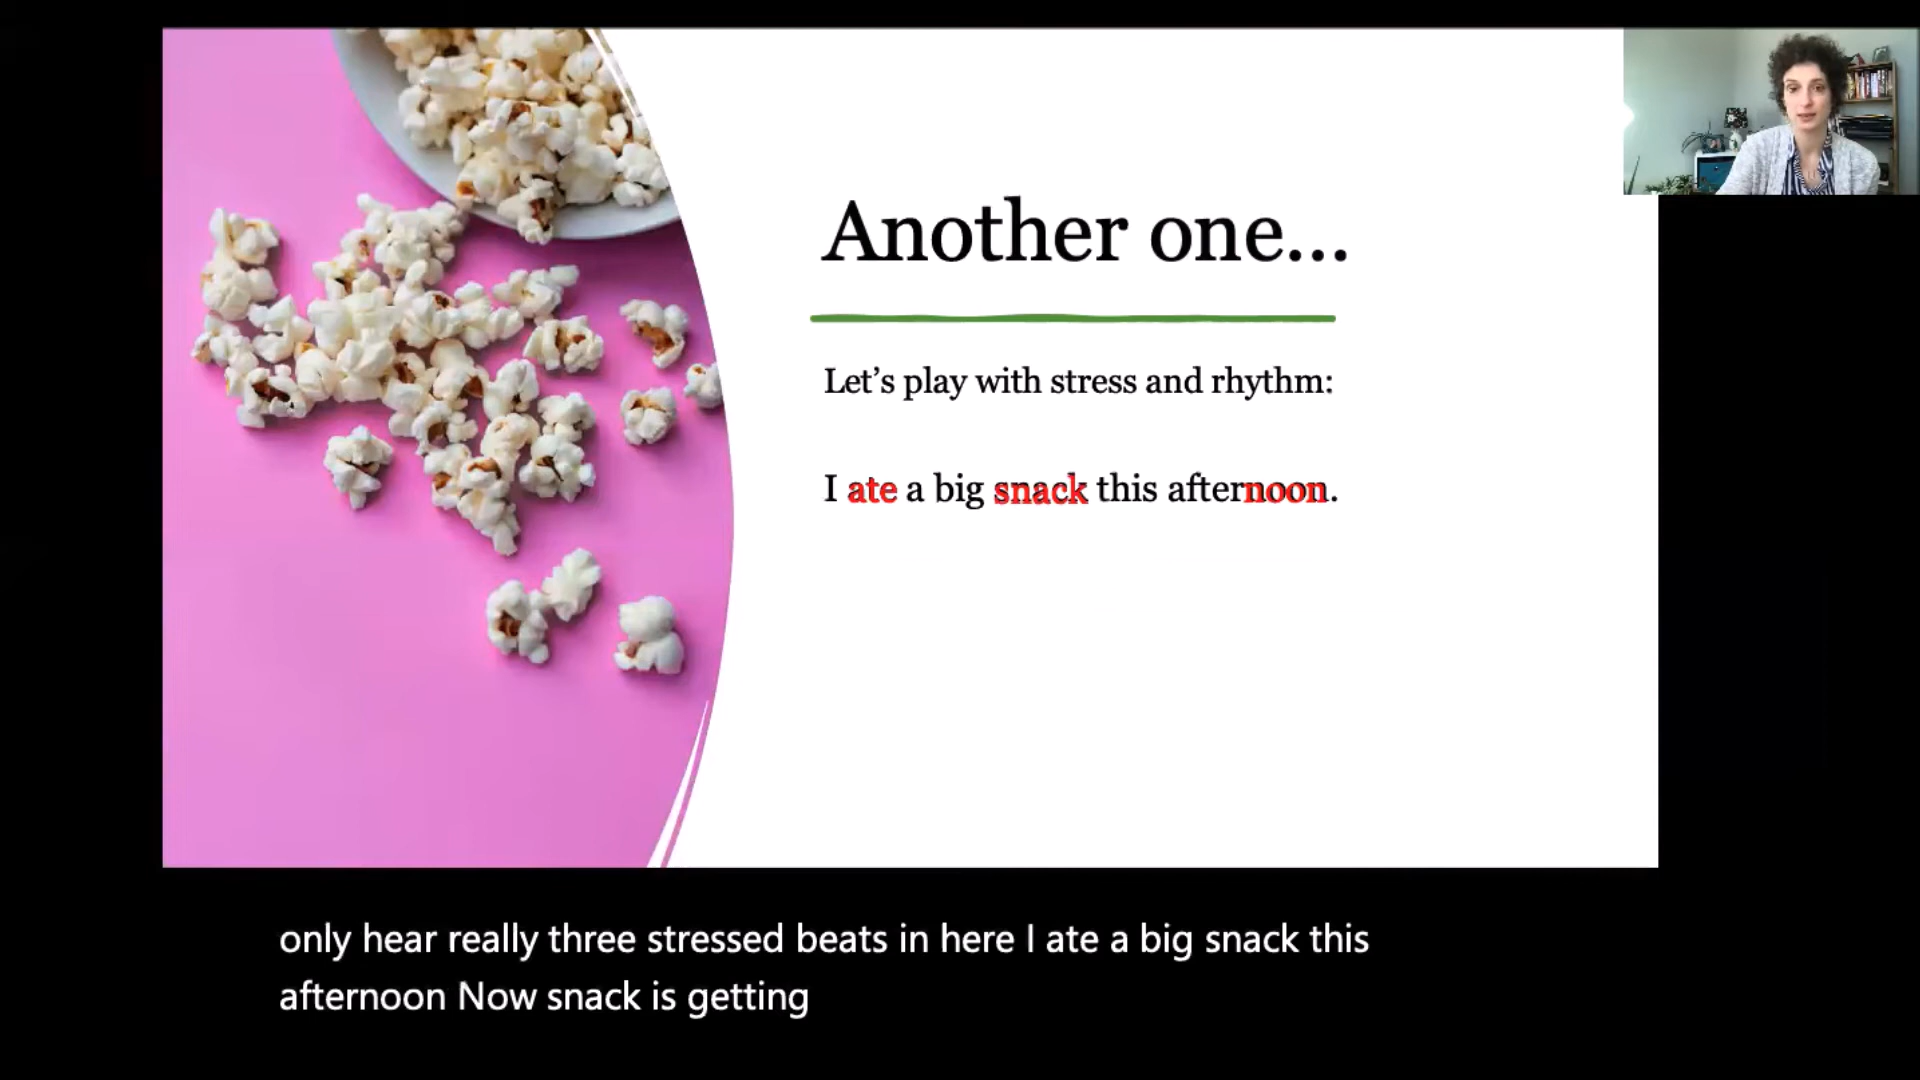 Another one...
Let’s play with stress and rhythm:
I ate a big snack this afternoon.
only hear really three stressed beats in here I ate a big snack this
afternoon Now snack is getting